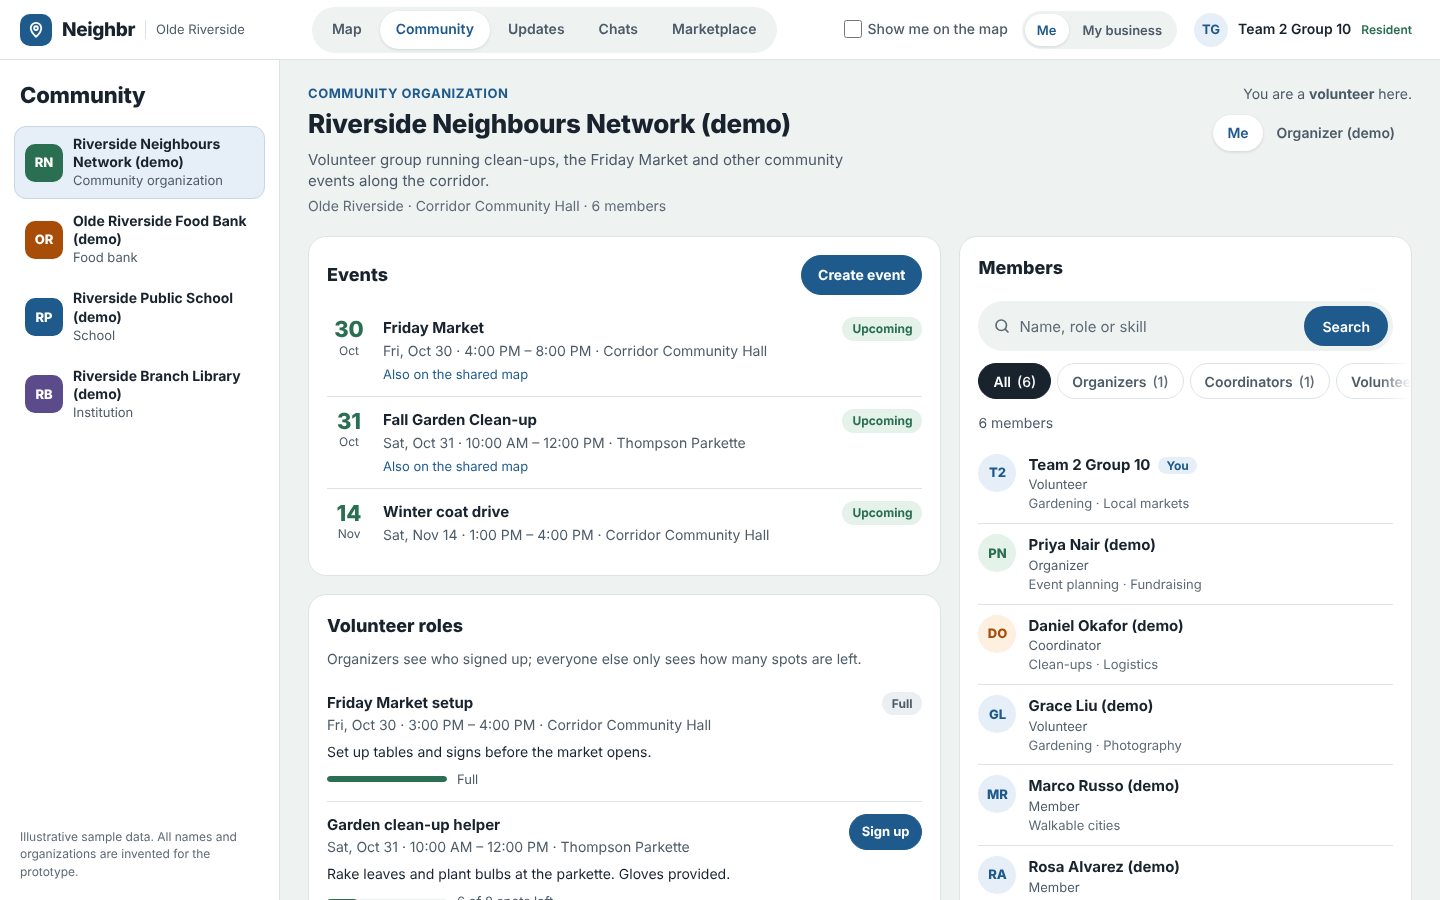 Neighbr
Olde Riverside
Map
Community
Updates
Chats
Marketplace
Show me on the map
Me
My business
TG
Team 2 Group 10
Resident
Community
RN
Riverside Neighbours
Network (demo)
Community organization
OR
Olde Riverside Food Bank
(demo)
Food bank
RP
Riverside Public School
(demo)
School
RB
Riverside Branch Library
(demo)
Institution
Illustrative sample data. All names and
organizations are invented for the
prototype.
COMMUNITY ORGANIZATION
Riverside Neighbours Network (demo)
Volunteer group running clean-ups, the Friday Market and other community
events along the corridor.
Olde Riverside · Corridor Community Hall · 6 members
You are a volunteer here.
Me
Organizer (demo)
Events
Create event
30
Oct
Friday Market
Fri, Oct 30 · 4:00 PM – 8:00 PM · Corridor Community Hall
Also on the shared map
Upcoming
31
Oct
Fall Garden Clean-up
Sat, Oct 31 · 10:00 AM – 12:00 PM · Thompson Parkette
Also on the shared map
Upcoming
14
Nov
Winter coat drive
Sat, Nov 14 · 1:00 PM – 4:00 PM · Corridor Community Hall
Upcoming
Volunteer roles
Organizers see who signed up; everyone else only sees how many spots are left.
Friday Market setup
Full
Fri, Oct 30 · 3:00 PM – 4:00 PM · Corridor Community Hall
Set up tables and signs before the market opens.
Full
Garden clean-up helper
Sign up
Sat, Oct 31 · 10:00 AM – 12:00 PM · Thompson Parkette
Rake leaves and plant bulbs at the parkette. Gloves provided.
6 of 8 spots left
Members
Name, role or skill
Search
All (6)
Organizers (1)
Coordinators (1)
Voluntee
6 members
T2
Team 2 Group 10
You
Volunteer
Gardening · Local markets
PN
Priya Nair (demo)
Organizer
Event planning · Fundraising
DO
Daniel Okafor (demo)
Coordinator
Clean-ups · Logistics
GL
Grace Liu (demo)
Volunteer
Gardening · Photography
MR
Marco Russo (demo)
Member
Walkable cities
RA
Rosa Alvarez (demo)
Member